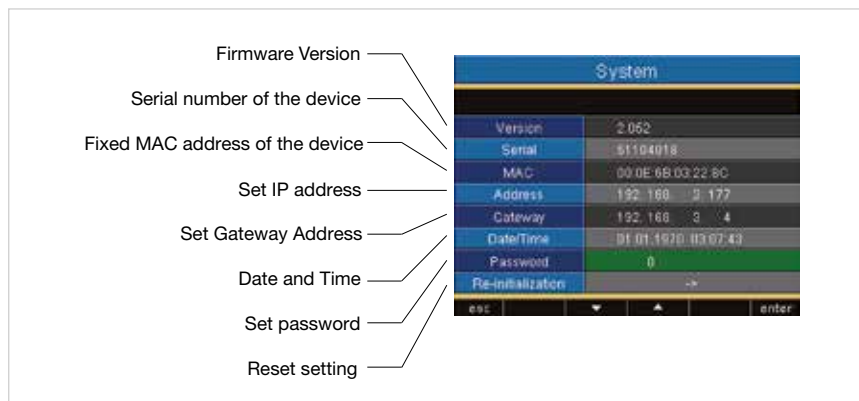 Firmware Version
Serial number of the device
Fixed MAC address of the device
Set IP address
Set Gateway Address
Date and Time
Set password
Reset setting
System
Version 2.052
Serial 51104018
MAC 00:0E:6B:03:22:8C
Address 192. 168. 3. 177
Gateway 192. 168 3 4
Date/Time 01.01.1970 03:07:43
Password 0
Re-initialization ->
esc ▼ ▲ enter